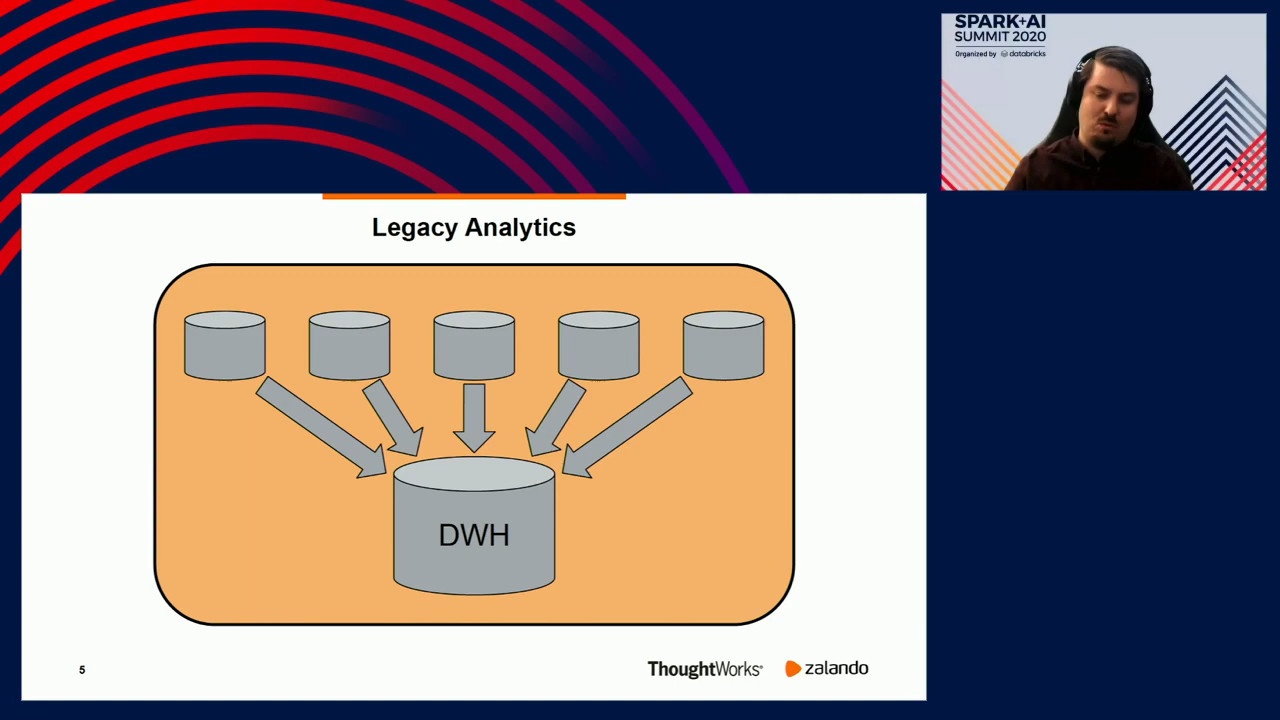 SPARK+AI
SUMMIT 2020
Organized by databricks
Legacy Analytics
DWH
5
ThoughtWorks®
zalando